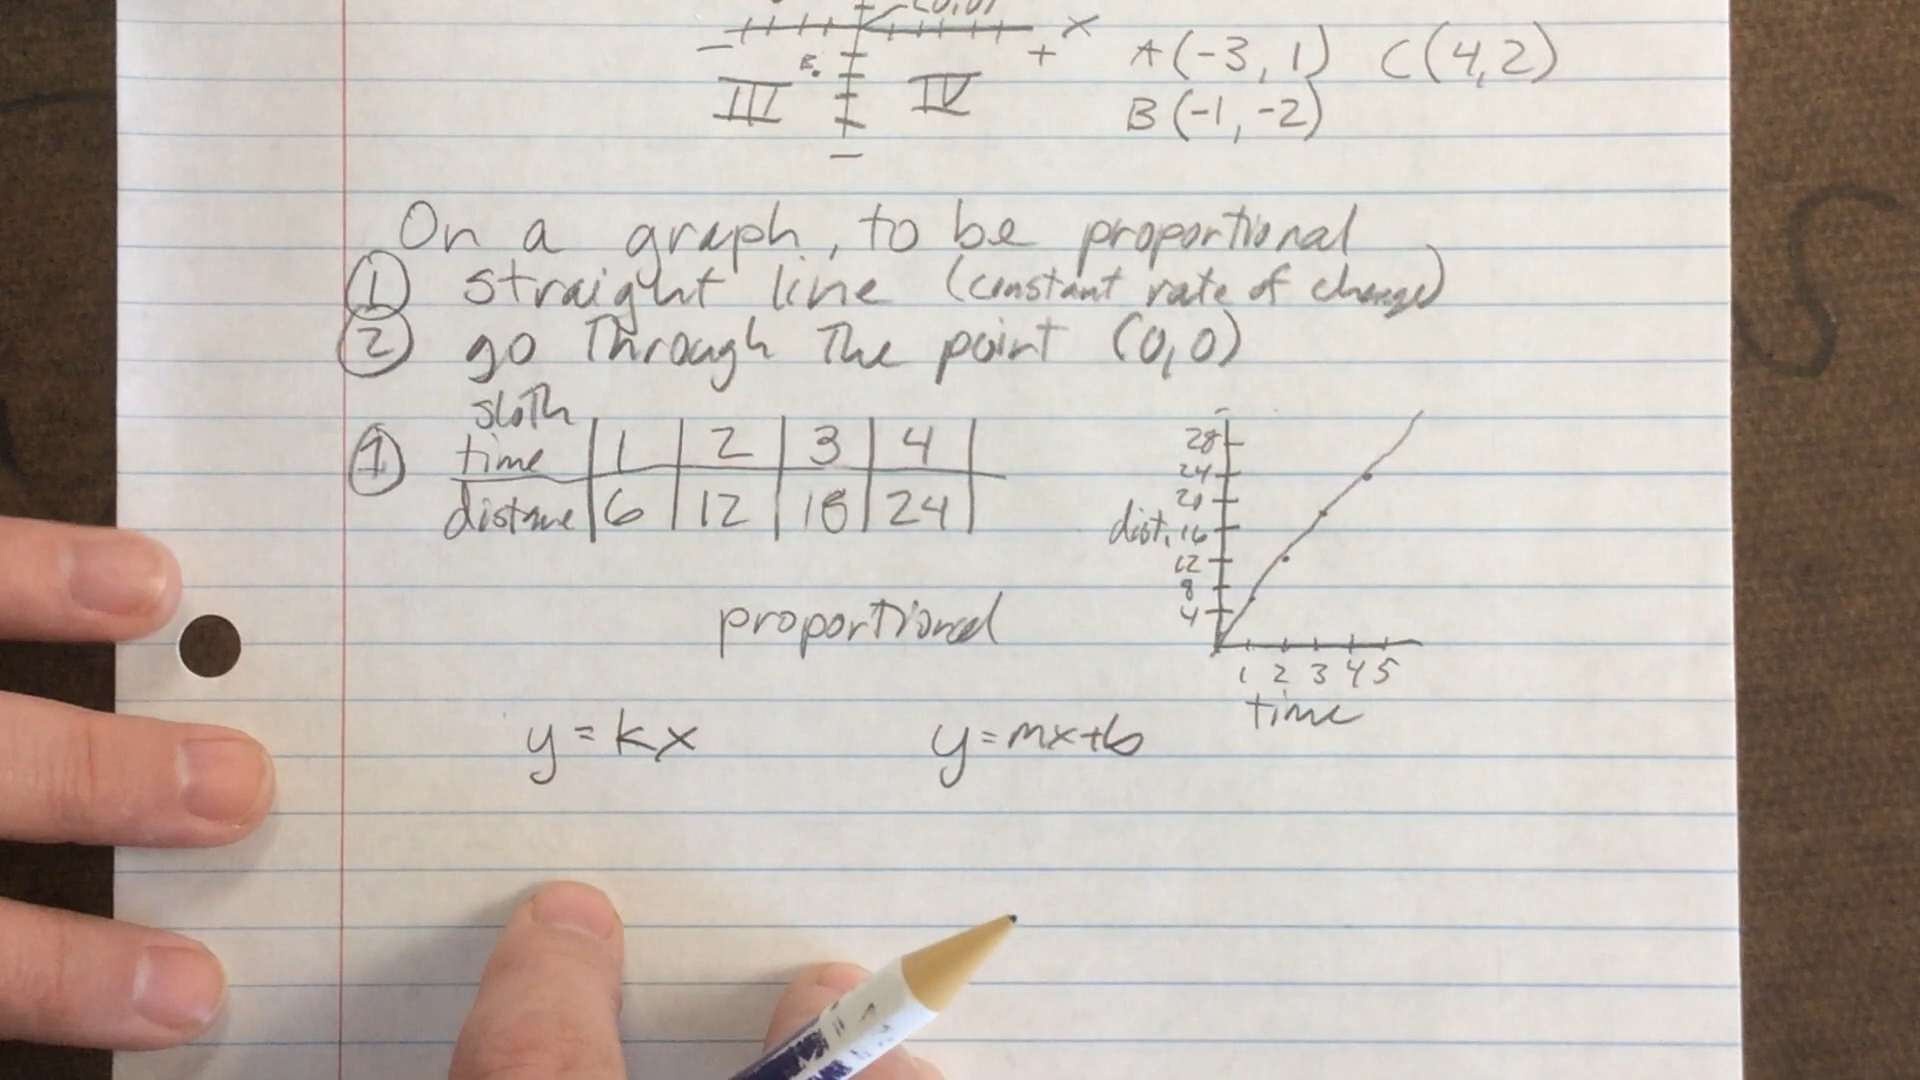 x
− +
III IV
A (-3, 1) C (4,2)
B (-1, -2)
−
On a graph, to be proportional
① straight line (constant rate of change)
② go Through The point (0,0)
sloth
① time 1 2 3 4
distance 6 12 18 24
28
24
20
dist. 16
12
8
4
1 2 3 4 5
time
proportional
y = kx y = mx+b